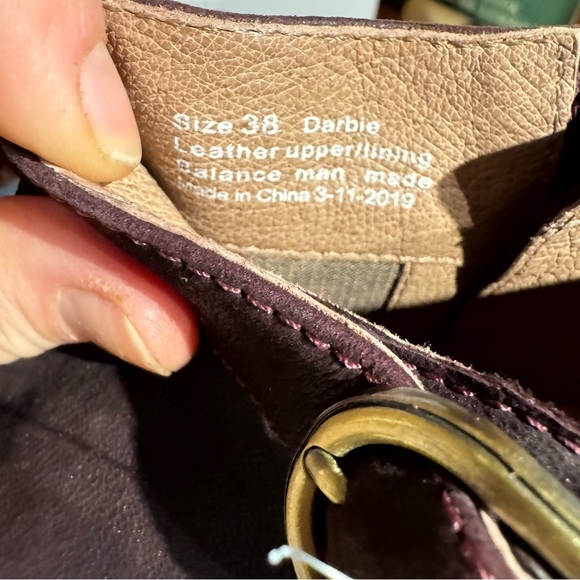 Size 38 Darbie
Leather upper/lining
Balance man made
Made in China 3-11-2019